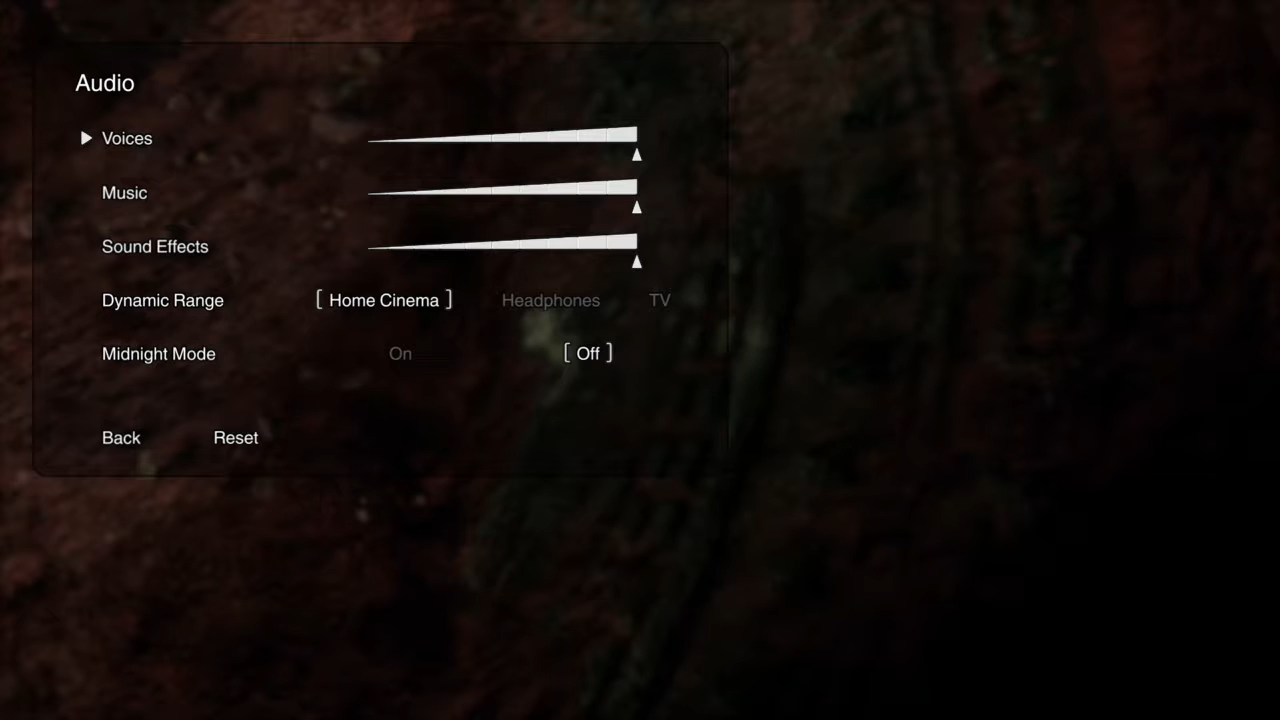 Audio
Voices
Music
Sound Effects
Dynamic Range [ Home Cinema ] Headphones TV
Midnight Mode On [ Off ]
Back Reset